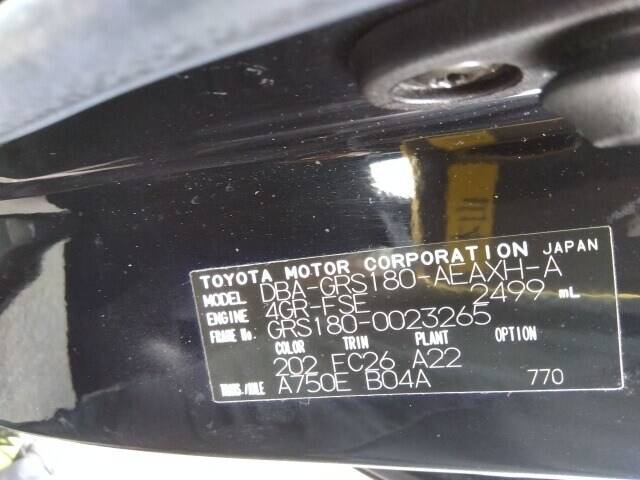 TOYOTA MOTOR CORPORATION JAPAN
MODEL DBA-GRS180-AEAXH-A
ENGINE 4GR-FSE 2499 mL
FRAME No. GRS180-0023265
COLOR TRIM PLANT OPTION
202 FC26 A22
TRANS./AXLE A750E B04A 770